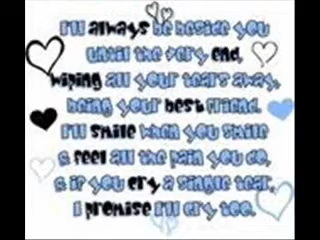 I'll always be beside you
until the very end,
wiping all your tears away,
being your best friend.
I'll smile when you smile
& feel all the pain you do,
& if you cry a single tear,
I promise I'll cry too.